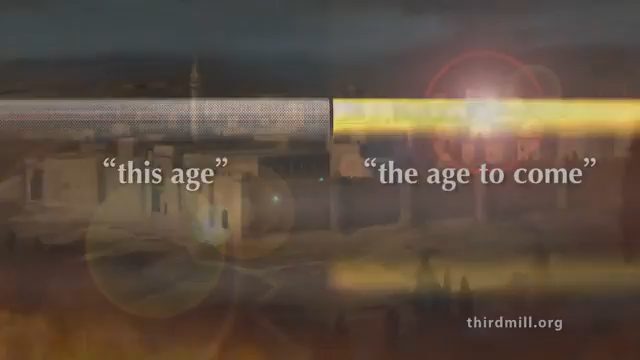 “this age”
“the age to come”
thirdmill.org